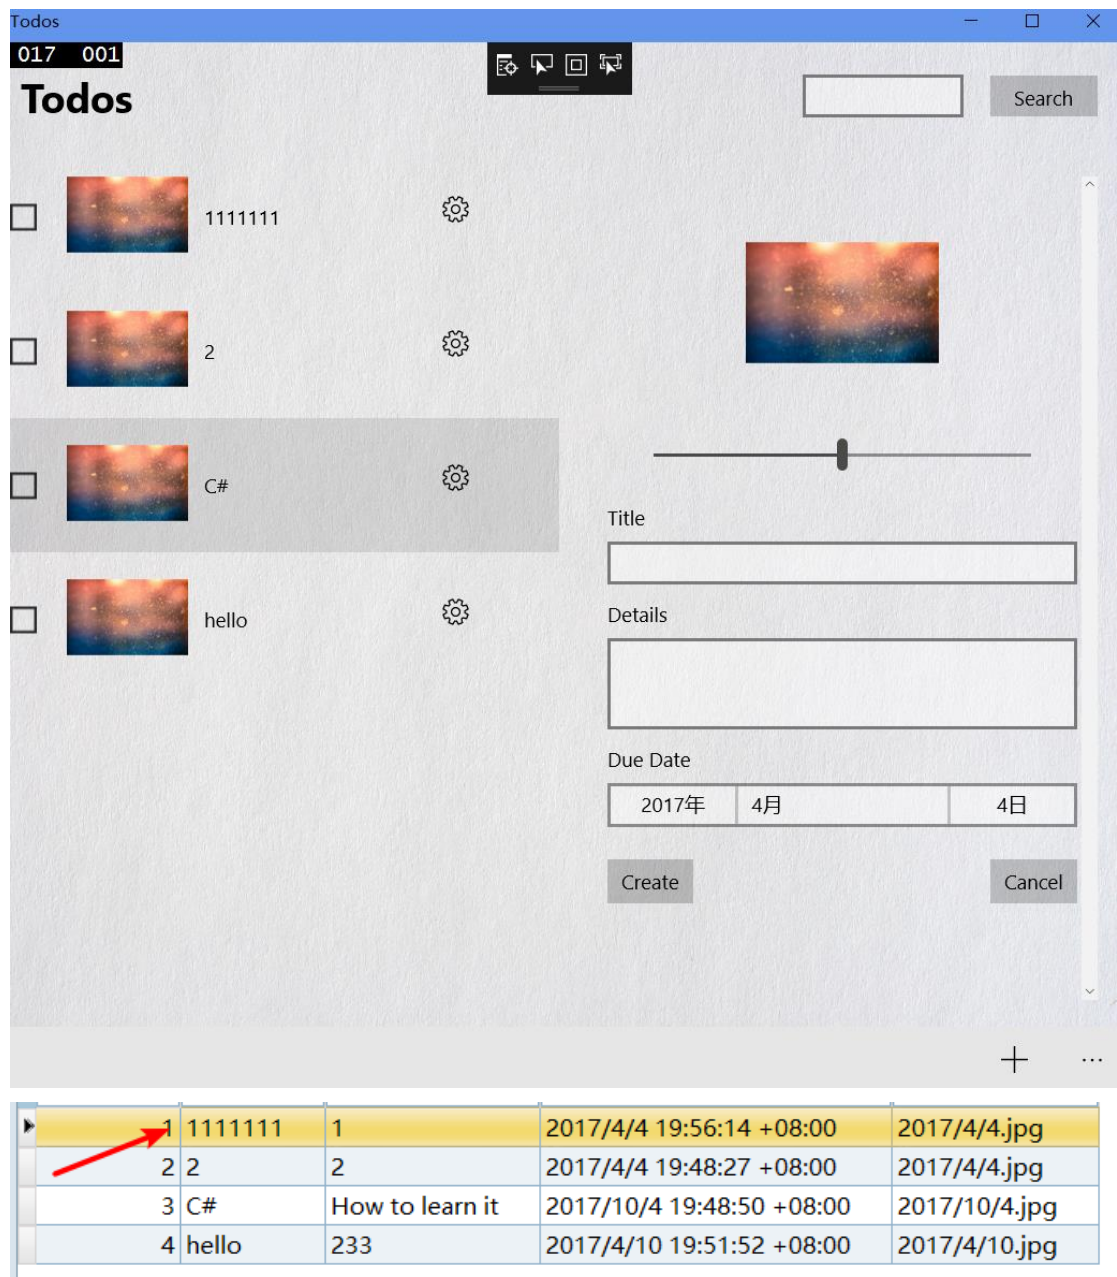 Todos
017 001
Todos
Search
1111111
2
C#
hello
Title
Details
Due Date
2017年 4月 4日
Create Cancel
1 1111111 1 2017/4/4 19:56:14 +08:00 2017/4/4.jpg
2 2 2 2017/4/4 19:48:27 +08:00 2017/4/4.jpg
3 C# How to learn it 2017/10/4 19:48:50 +08:00 2017/10/4.jpg
4 hello 233 2017/4/10 19:51:52 +08:00 2017/4/10.jpg